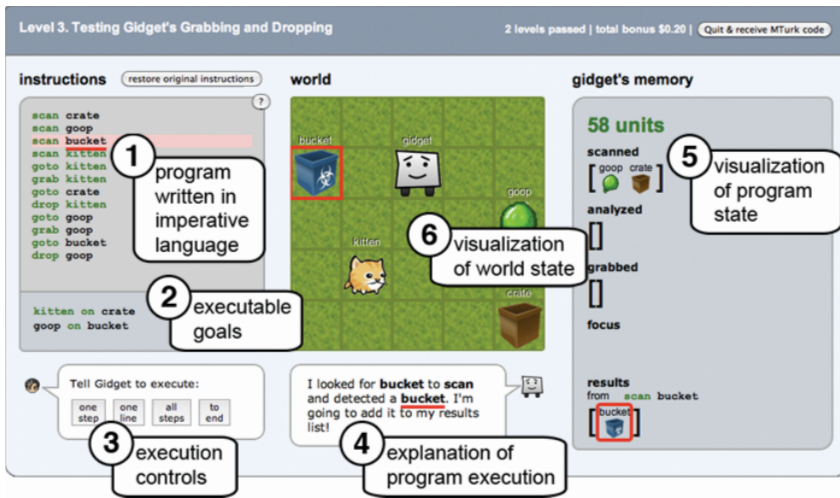 Level 3. Testing Gidget's Grabbing and Dropping
2 levels passed | total bonus $0.20 | Quit & receive MTurk code
instructions
restore original instructions
?
scan crate
scan goop
scan bucket
scan kitten
goto kitten
grab kitten
goto crate
drop kitten
goto goop
grab goop
goto bucket
drop goop
1
program
written in
imperative
language
kitten on crate
goop on bucket
2
executable
goals
Tell Gidget to execute:
one step
one line
all steps
to end
3
execution
controls
world
bucket
gidget
goop
kitten
crate
6
visualization
of world state
I looked for bucket to scan
and detected a bucket. I'm
going to add it to my results
list!
4
explanation of
program execution
gidget's memory
58 units
scanned
[ goop crate ]
analyzed
[]
grabbed
[]
focus
results
from scan bucket
[ bucket ]
5
visualization
of program
state